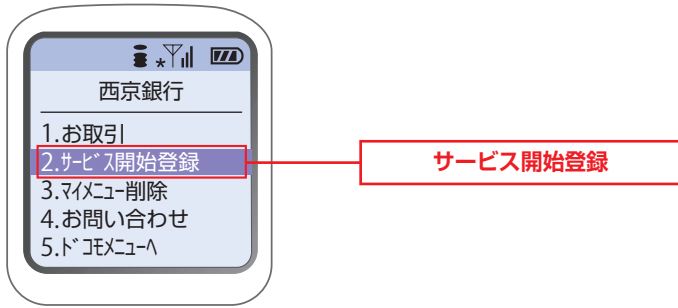 西京銀行
1.お取引
2.ｻｰﾋﾞｽ開始登録
サービス開始登録
3.ﾏｲﾒﾆｭｰ削除
4.お問い合わせ
5.ﾄﾞｺﾓﾒﾆｭｰへ